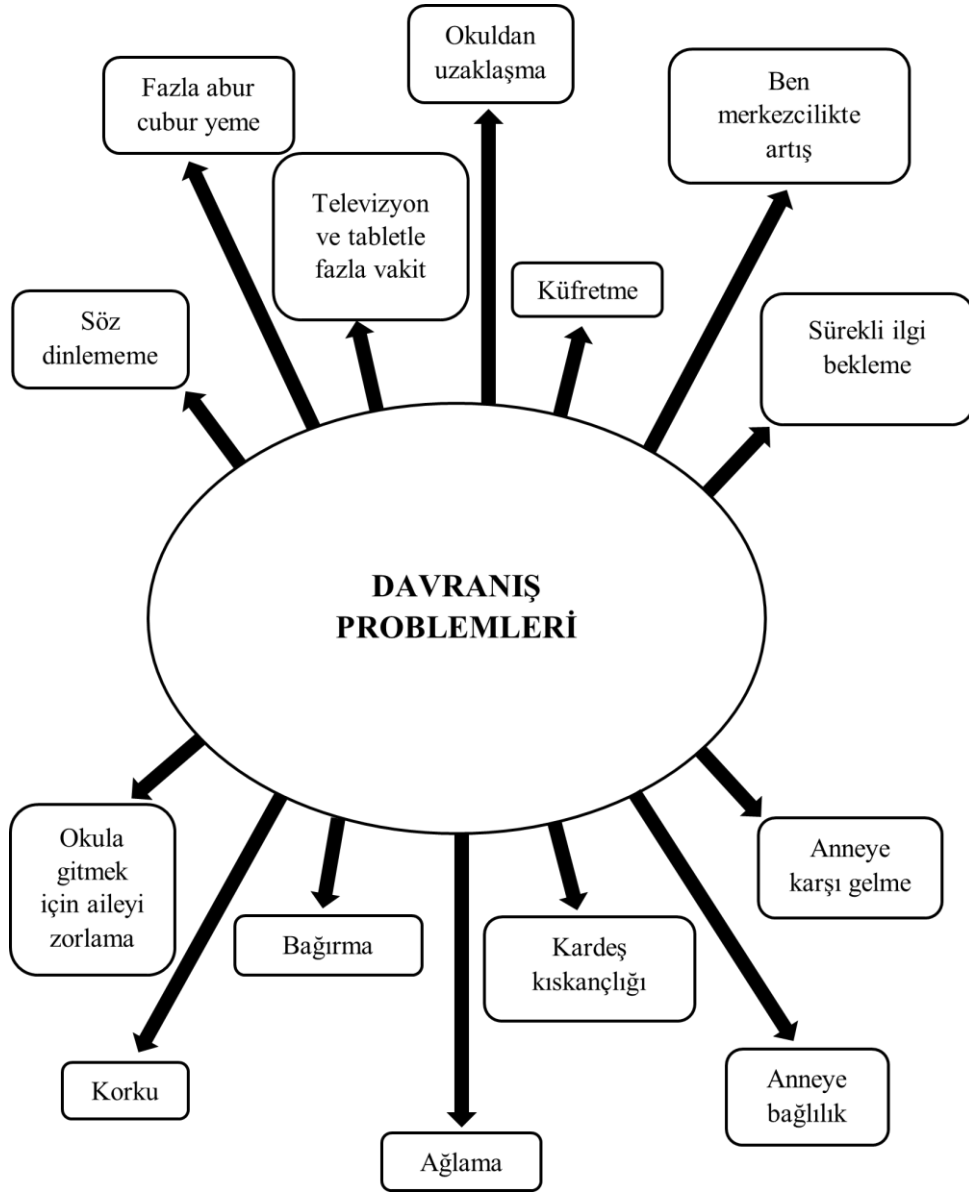 Okuldan
uzaklaşma
Fazla abur
cubur yeme
Ben
merkezcilikte
artış
Televizyon
ve tabletle
fazla vakit
Küfretme
Söz
dinlememe
Sürekli ilgi
bekleme
DAVRANIŞ
PROBLEMLERİ
Okula
gitmek
için aileyi
zorlama
Bağırma
Kardeş
kıskançlığı
Anneye
karşı gelme
Korku
Ağlama
Anneye
bağlılık